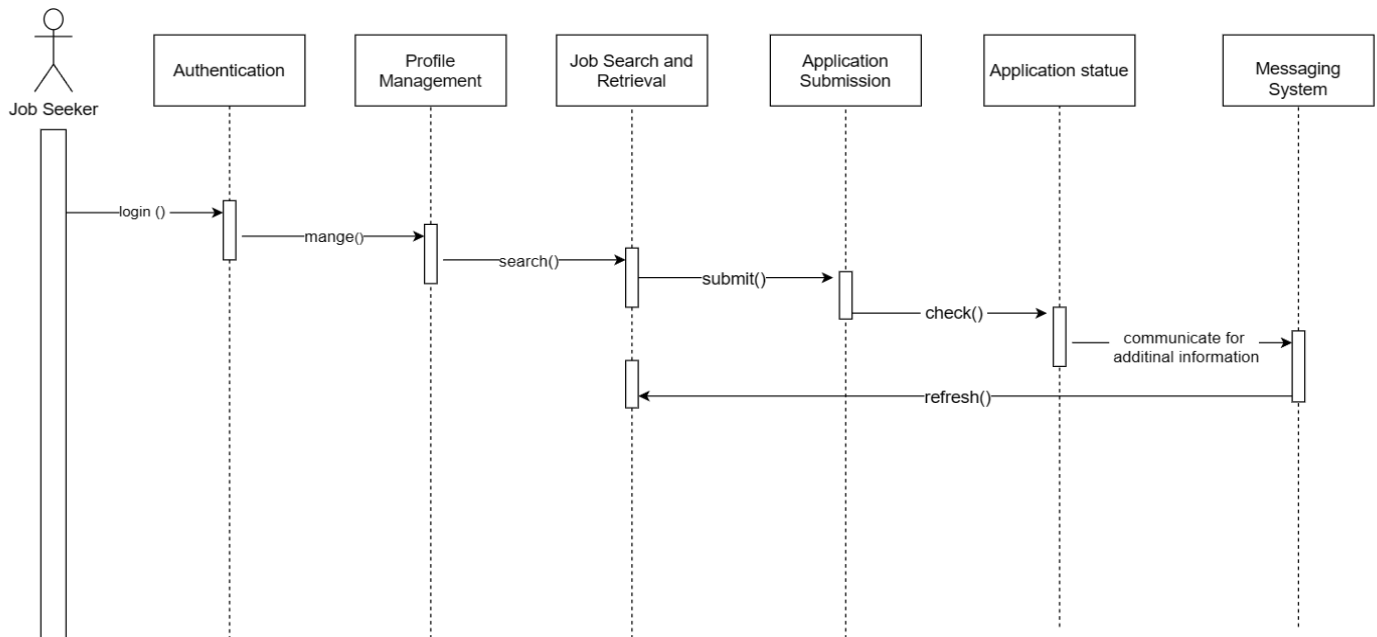 Job Seeker
Authentication
Profile
Management
Job Search and
Retrieval
Application
Submission
Application statue
Messaging
System
login ()
mange()
search()
submit()
check()
communicate for
additinal information
refresh()